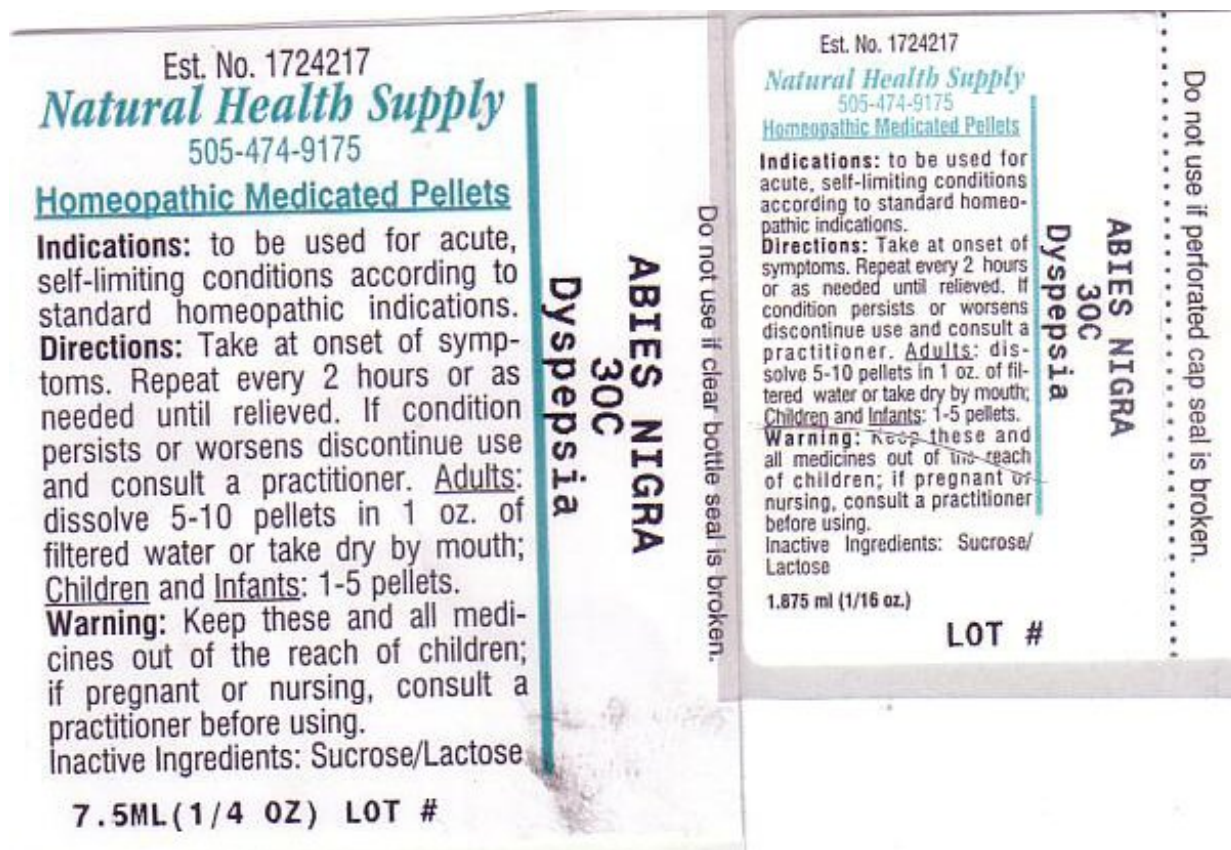 Est. No. 1724217
Natural Health Supply
505-474-9175
Homeopathic Medicated Pellets
Indications: to be used for acute,
self-limiting conditions according to
standard homeopathic indications.
Directions: Take at onset of symp-
toms. Repeat every 2 hours or as
needed until relieved. If condition
persists or worsens discontinue use
and consult a practitioner. Adults:
dissolve 5-10 pellets in 1 oz. of
filtered water or take dry by mouth;
Children and Infants: 1-5 pellets.
Warning: Keep these and all medi-
cines out of the reach of children;
if pregnant or nursing, consult a
practitioner before using.
Inactive Ingredients: Sucrose/Lactose
7.5ML(1/4 OZ) LOT #
ABIES NIGRA
30C
Dyspepsia
Do not use if clear bottle seal is broken.
Est. No. 1724217
Natural Health Supply
505-474-9175
Homeopathic Medicated Pellets
Indications: to be used for
acute, self-limiting conditions
according to standard homeo-
pathic indications.
Directions: Take at onset of
symptoms. Repeat every 2 hours
or as needed until relieved. If
condition persists or worsens
discontinue use and consult a
practitioner. Adults: dis-
solve 5-10 pellets in 1 oz. of fil-
tered water or take dry by mouth;
Children and Infants: 1-5 pellets.
Warning: Keep these and
all medicines out of the reach
of children; if pregnant or
nursing, consult a practitioner
before using.
Inactive Ingredients: Sucrose/
Lactose
1.875 ml (1/16 oz.)
LOT #
ABIES NIGRA
30C
Dyspepsia
Do not use if perforated cap seal is broken.